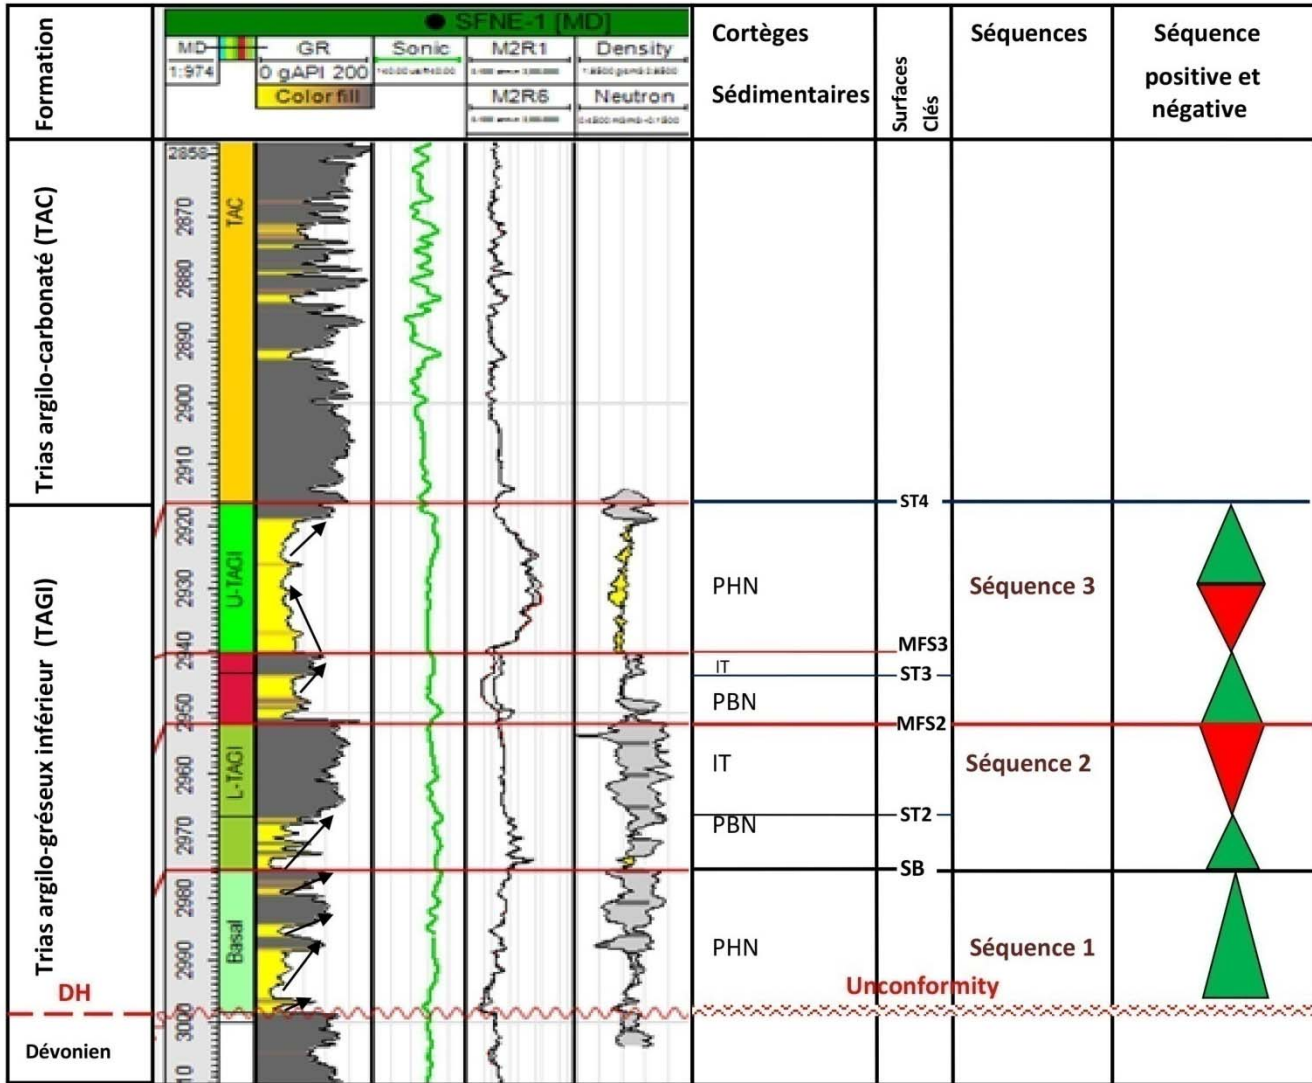 Formation
SFNE-1 [MD]
MD
1:974
GR
0 gAPI 200
Color fill
Sonic
M2R1
M2R6
Density
Neutron
Cortèges
Sédimentaires
Surfaces
Clés
Séquences
Séquence
positive et
négative
Trias argilo-carbonaté (TAC)
Trias argilo-gréseux inférieur (TAGI)
DH
Dévonien
2858
2870
2880
2890
2900
2910
2920
2930
2940
2950
2960
2970
2980
2990
3000
10
TAC
U-TAGI
L-TAGI
Basal
ST4
PHN
Séquence 3
MFS3
IT
ST3
PBN
MFS2
IT
Séquence 2
ST2
PBN
SB
PHN
Séquence 1
Unconformity